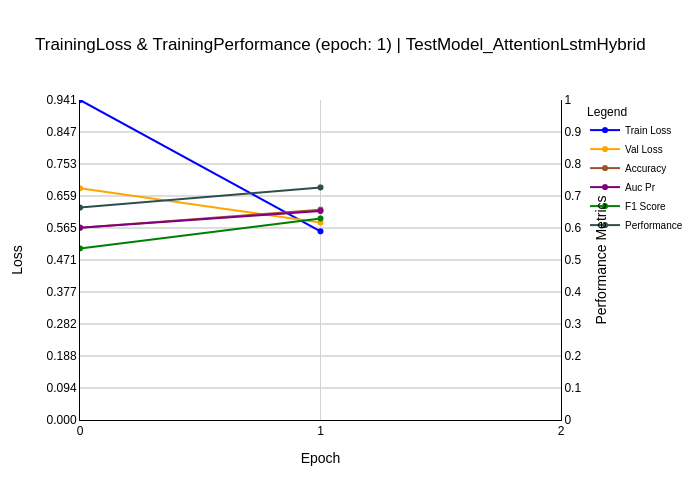 TrainingLoss & TrainingPerformance (epoch: 1) | TestModel_AttentionLstmHybrid
0.941
0.847
0.753
0.659
0.565
0.471
0.377
0.282
0.188
0.094
0.000
Loss
0
1
2
Epoch
1
0.9
0.8
0.7
0.6
0.5
0.4
0.3
0.2
0.1
0
Performance Metrics
Legend
Train Loss
Val Loss
Accuracy
Auc Pr
F1 Score
Performance